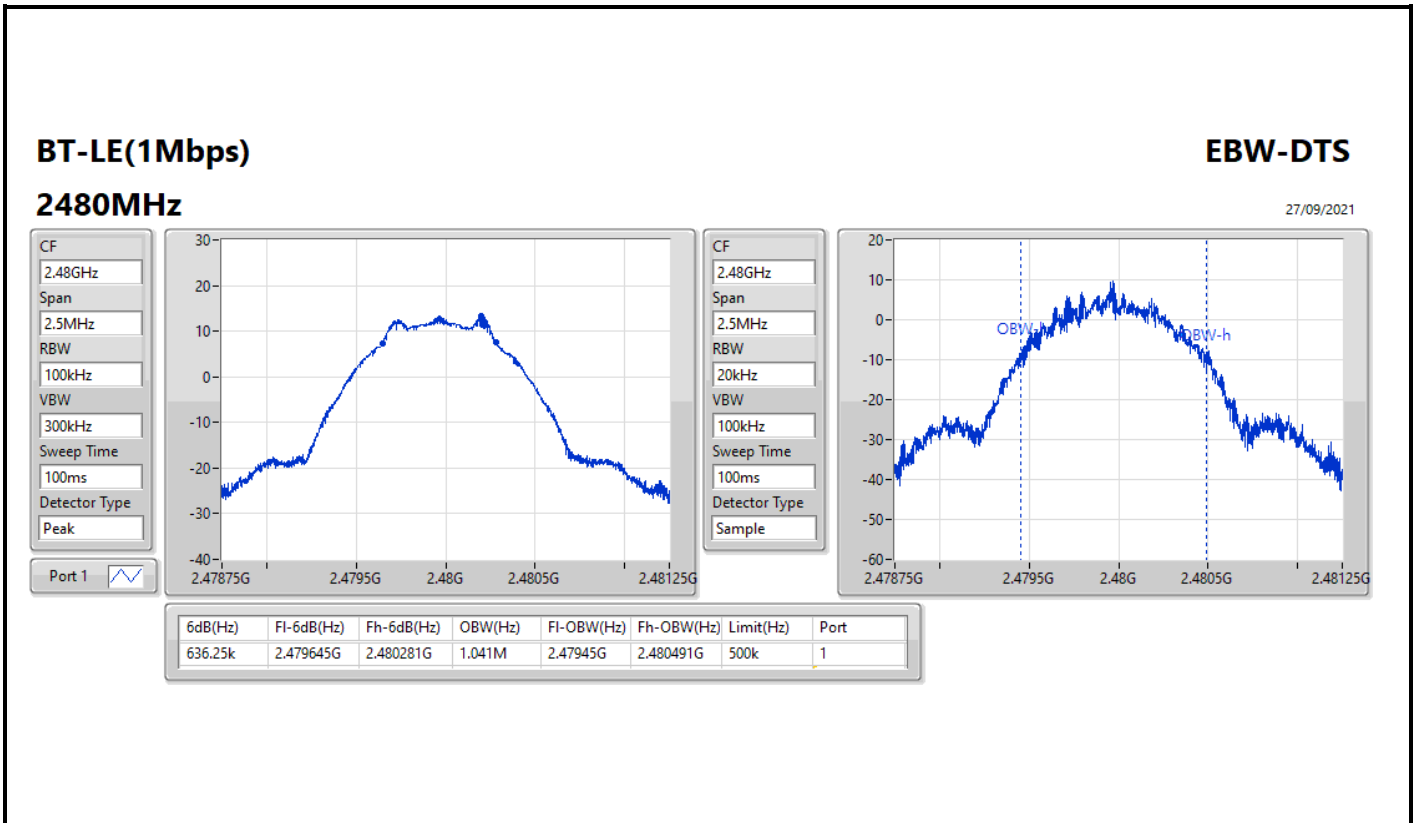 BT-LE(1Mbps)
EBW-DTS
2480MHz
27/09/2021
CF
2.48GHz
Span
2.5MHz
RBW
100kHz
VBW
300kHz
Sweep Time
100ms
Detector Type
Peak
Port 1
30
20
10
0
-10
-20
-30
-40
2.47875G 2.4795G 2.48G 2.4805G 2.48125G
CF
2.48GHz
Span
2.5MHz
RBW
20kHz
VBW
100kHz
Sweep Time
100ms
Detector Type
Sample
20
10
0
-10
-20
-30
-40
-50
-60
OBW-h
2.47875G 2.4795G 2.48G 2.4805G 2.48125G
6dB(Hz) Fl-6dB(Hz) Fh-6dB(Hz) OBW(Hz) Fl-OBW(Hz) Fh-OBW(Hz) Limit(Hz) Port
636.25k 2.479645G 2.480281G 1.041M 2.47945G 2.480491G 500k 1